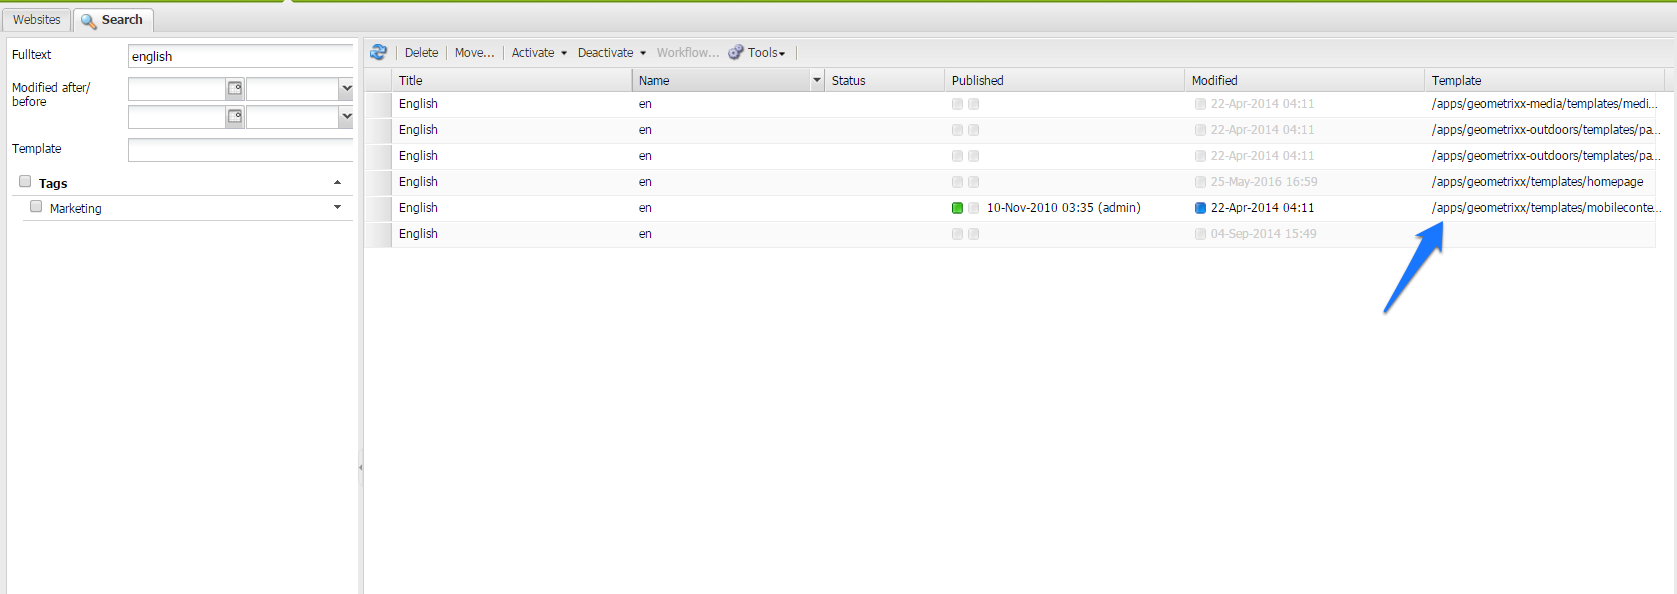 Websites Search
Fulltext english
Modified after/
before
Template
Tags
Marketing
Delete Move... Activate Deactivate Workflow... Tools
Title Name Status Published Modified Template
English en 22-Apr-2014 04:11 /apps/geometrixx-media/templates/medi...
English en 22-Apr-2014 04:11 /apps/geometrixx-outdoors/templates/pa...
English en 22-Apr-2014 04:11 /apps/geometrixx-outdoors/templates/pa...
English en 25-May-2016 16:59 /apps/geometrixx/templates/homepage
English en 10-Nov-2010 03:35 (admin) 22-Apr-2014 04:11 /apps/geometrixx/templates/mobileconte...
English en 04-Sep-2014 15:49